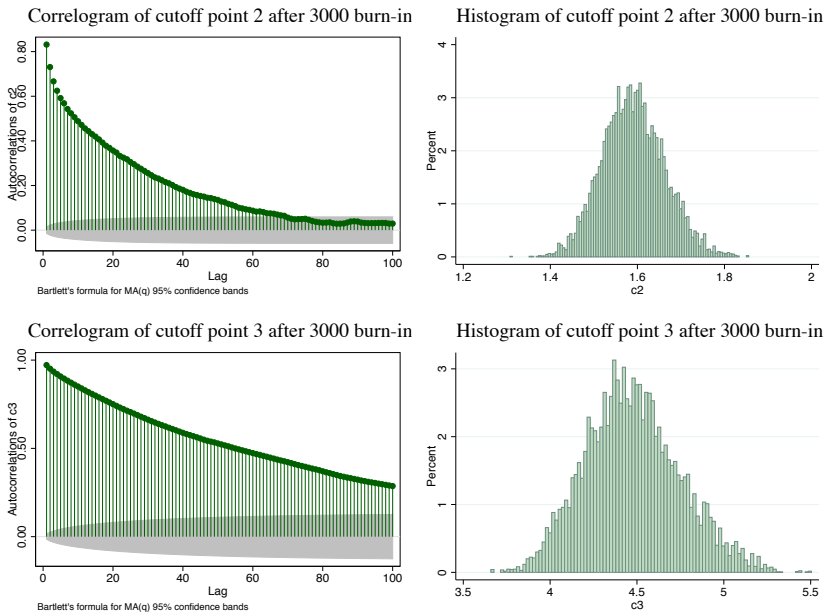 Correlogram of cutoff point 2 after 3000 burn-in
Autocorrelations of c2
0.80
0.60
0.40
0.20
0.00
0 20 40 60 80 100
Lag
Bartlett's formula for MA(q) 95% confidence bands
Histogram of cutoff point 2 after 3000 burn-in
Percent
4
3
2
1
0
1.2 1.4 1.6 1.8 2
c2
Correlogram of cutoff point 3 after 3000 burn-in
Autocorrelations of c3
1.00
0.50
0.00
0 20 40 60 80 100
Lag
Bartlett's formula for MA(q) 95% confidence bands
Histogram of cutoff point 3 after 3000 burn-in
Percent
3
2
1
0
3.5 4 4.5 5 5.5
c3